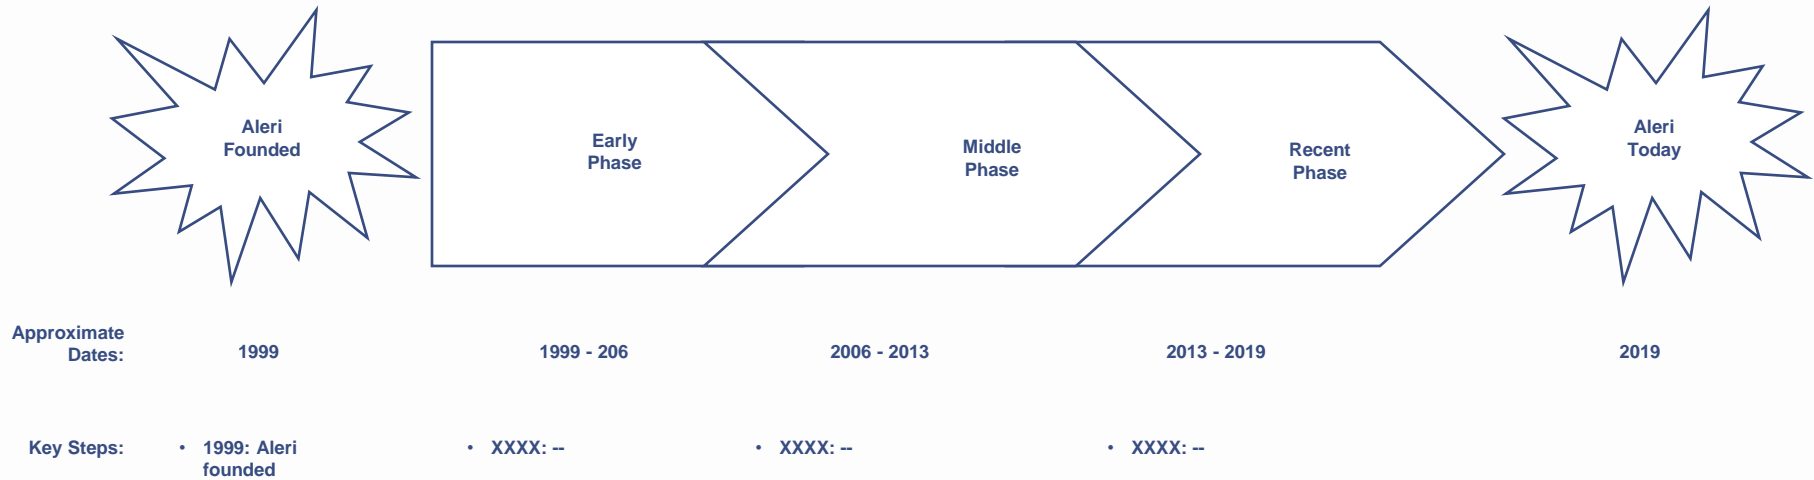 Aleri
Founded
Early
Phase
Middle
Phase
Recent
Phase
Aleri
Today
Approximate
Dates:
1999
1999 - 206
2006 - 2013
2013 - 2019
2019
Key Steps:
• 1999: Aleri
founded
• XXXX: --
• XXXX: --
• XXXX: --